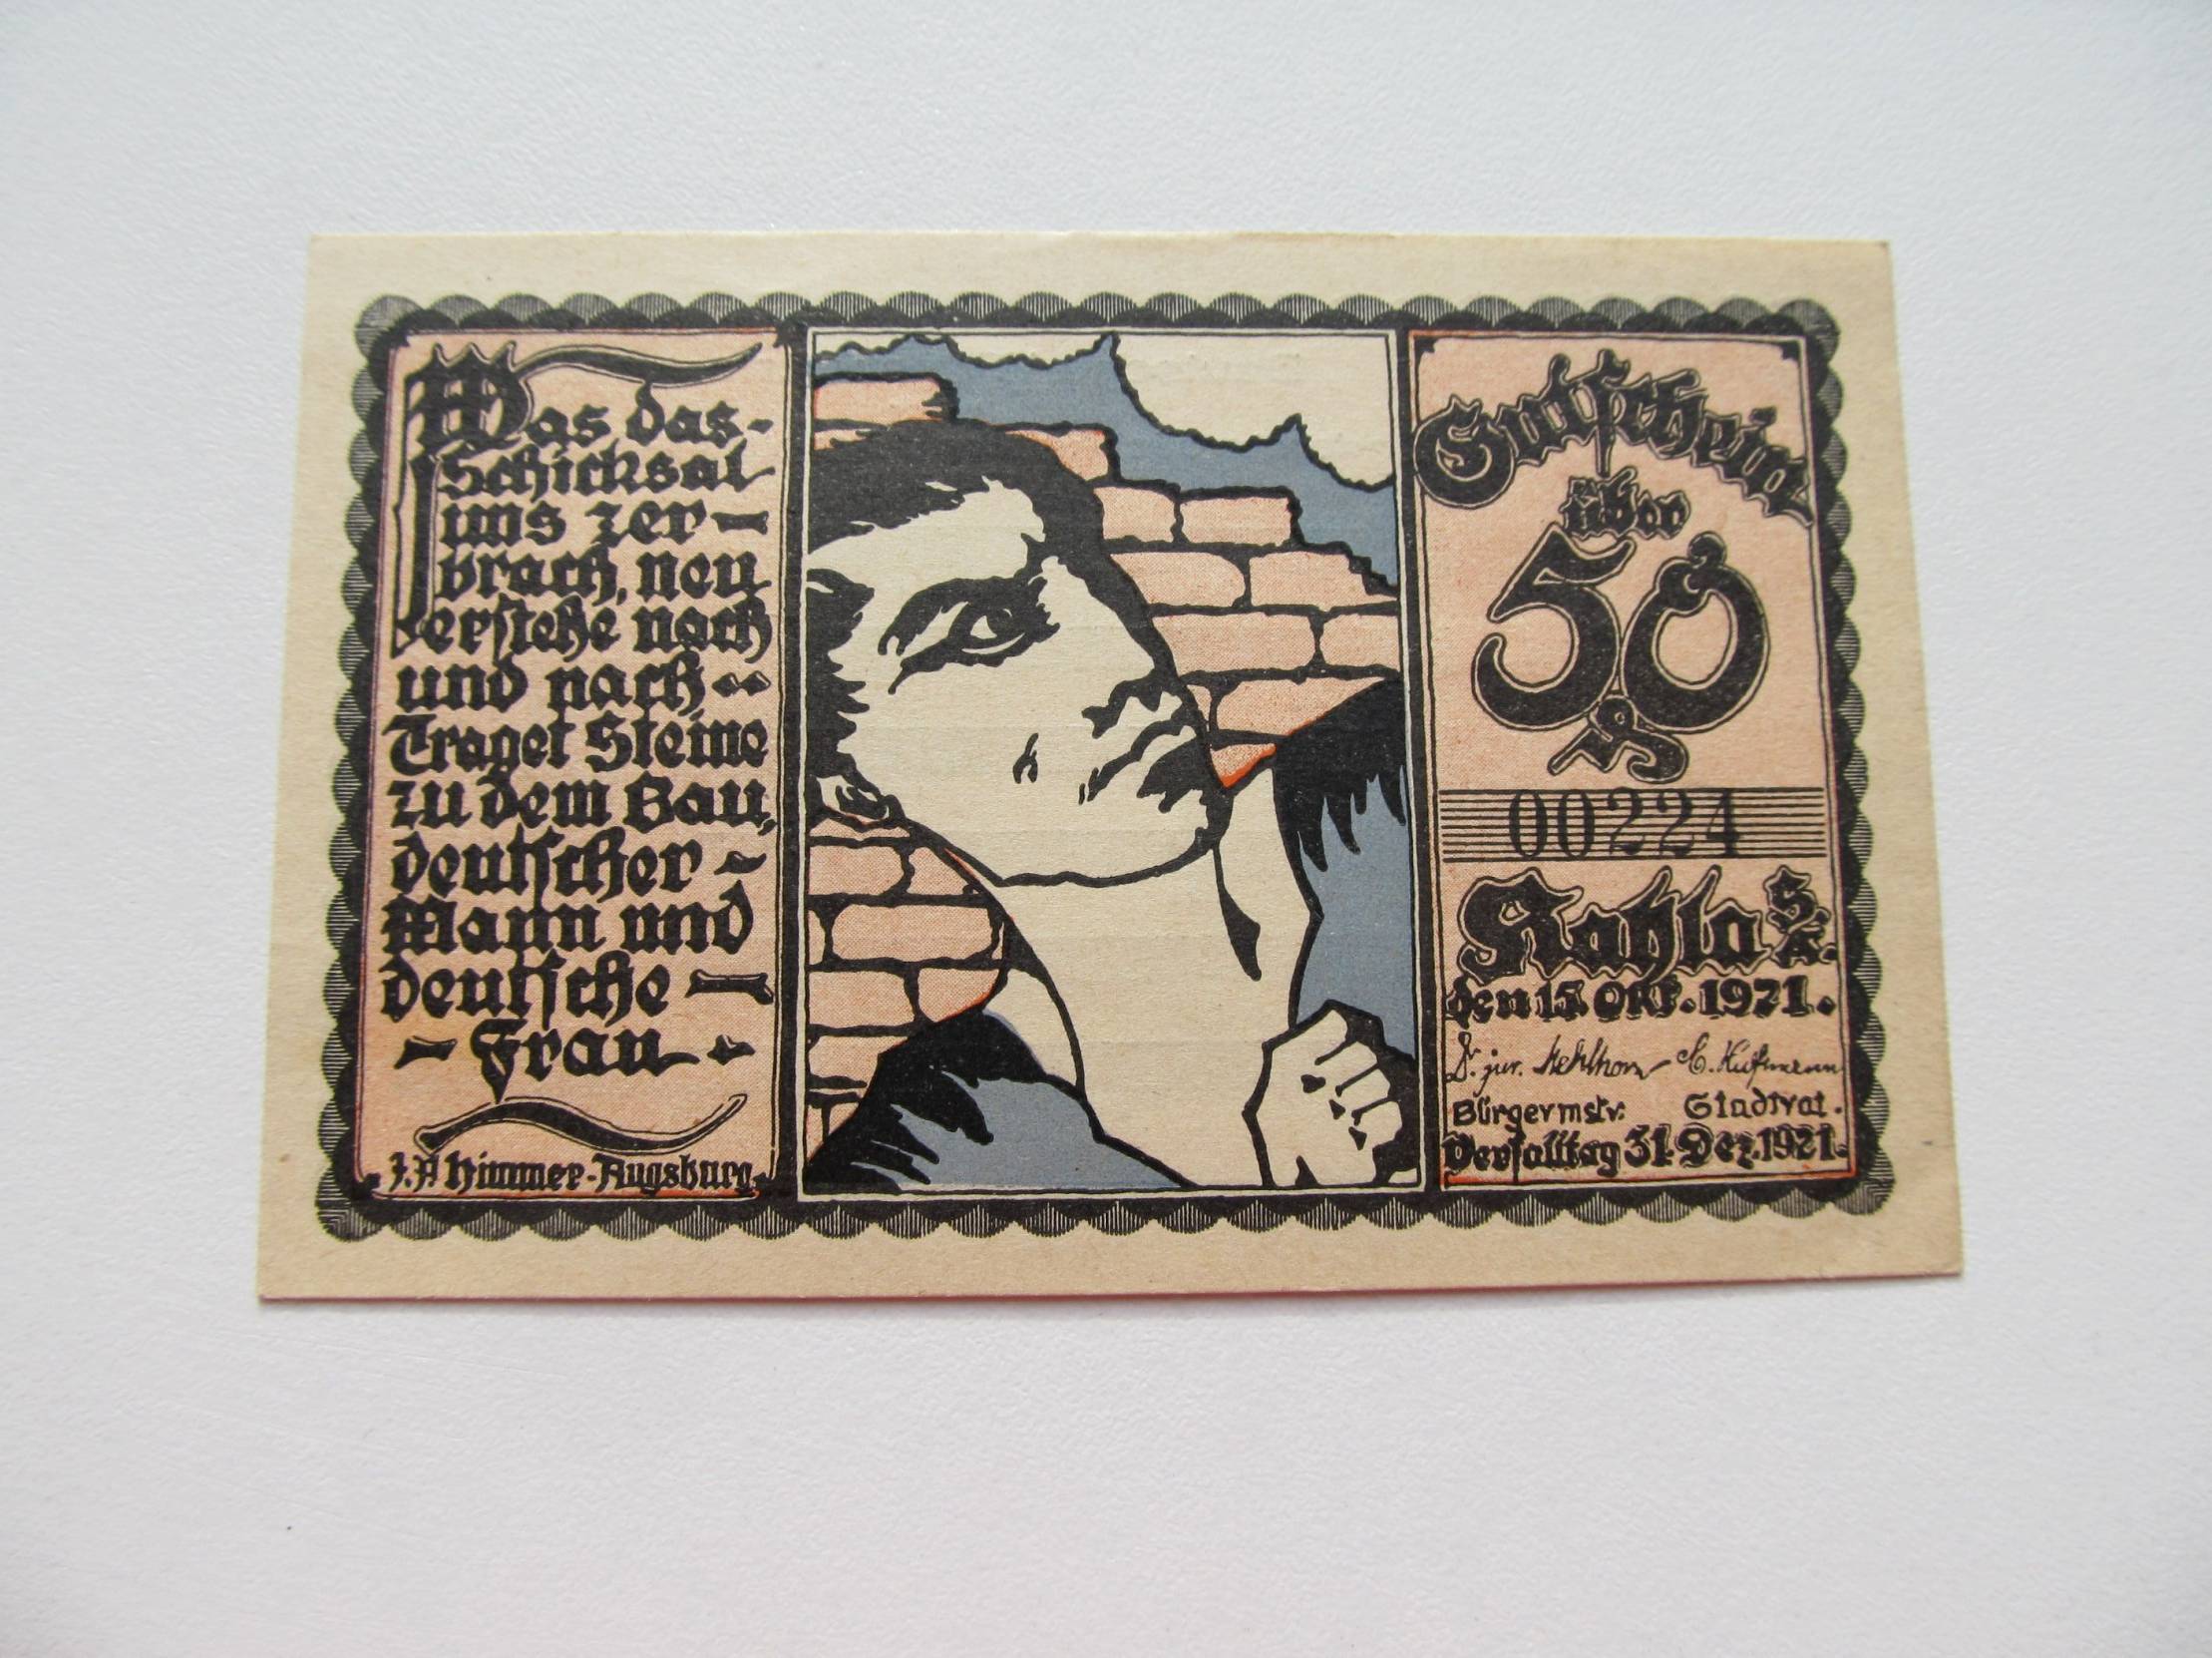 Was das
Schicksal
uns zer-
brach, neu
erstehe nach
und nach
Traget Steine
zu dem Bau,
deutscher
Mann und
deutsche
Frau
J.P. Himmer-Augsburg
Gutschein
über
50
₰
00224
Kahla S.A.
den 15. Okt. 1921.
Dr. jur. Mehlhorn
Bürgermstr. Stadtrat.
Verfalltag 31. Dez. 1921.